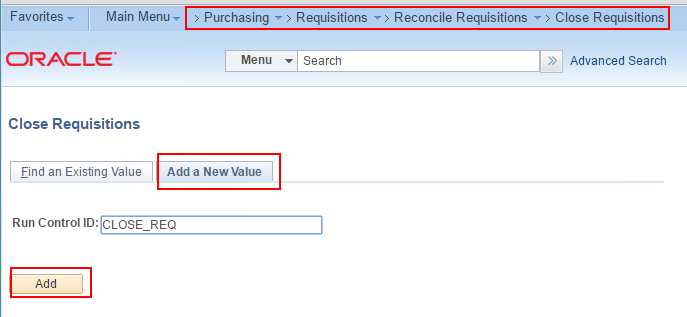 Favorites Main Menu > Purchasing > Requisitions > Reconcile Requisitions > Close Requisitions
ORACLE' Menu Search » Advanced Search
Close Requisitions
Find an Existing Value Add a New Value
Run Control ID: CLOSE_REQ
Add